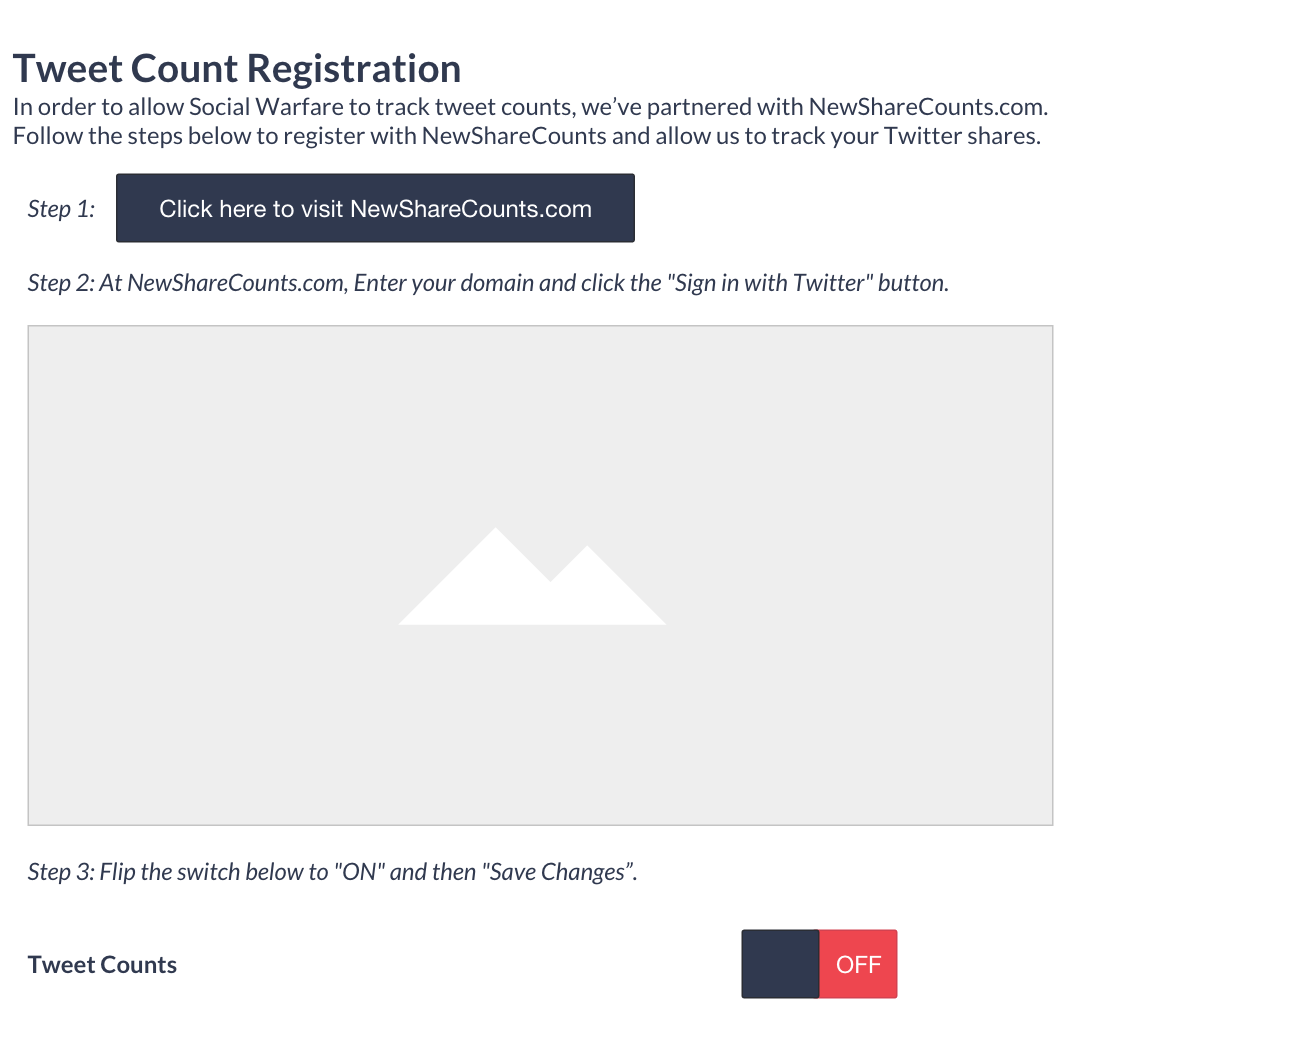 Tweet Count Registration
In order to allow Social Warfare to track tweet counts, we’ve partnered with NewShareCounts.com.
Follow the steps below to register with NewShareCounts and allow us to track your Twitter shares.
Step 1: Click here to visit NewShareCounts.com
Step 2: At NewShareCounts.com, Enter your domain and click the "Sign in with Twitter" button.
Step 3: Flip the switch below to "ON" and then "Save Changes”.
Tweet Counts OFF